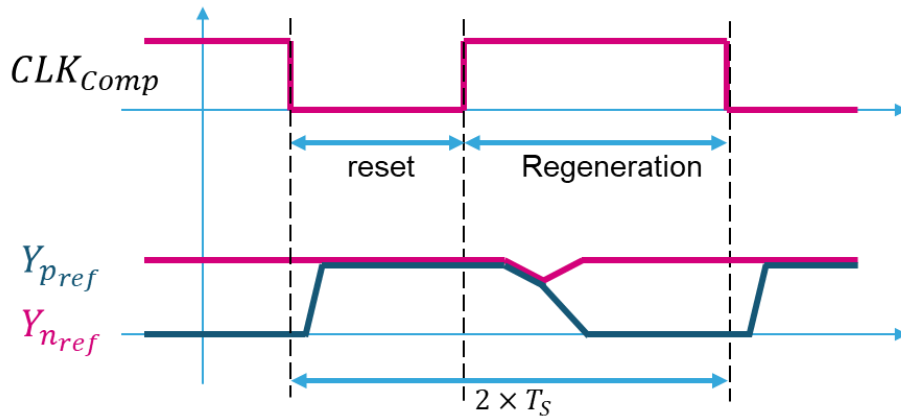 CLK_Comp
reset
Regeneration
Y_p_ref
Y_n_ref
2 × T_S